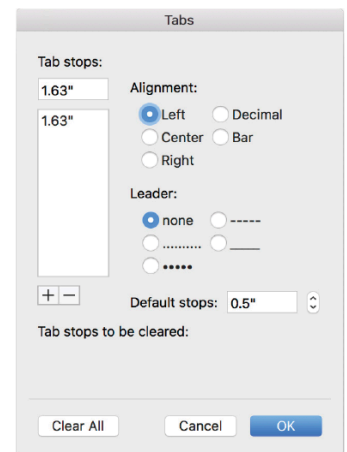 Tabs
Tab stops:
1.63"
1.63"
Alignment:
Left Decimal
Center Bar
Right
Leader:
none -----
.......... ____
•••••
+ −
Default stops: 0.5"
Tab stops to be cleared:
Clear All Cancel OK